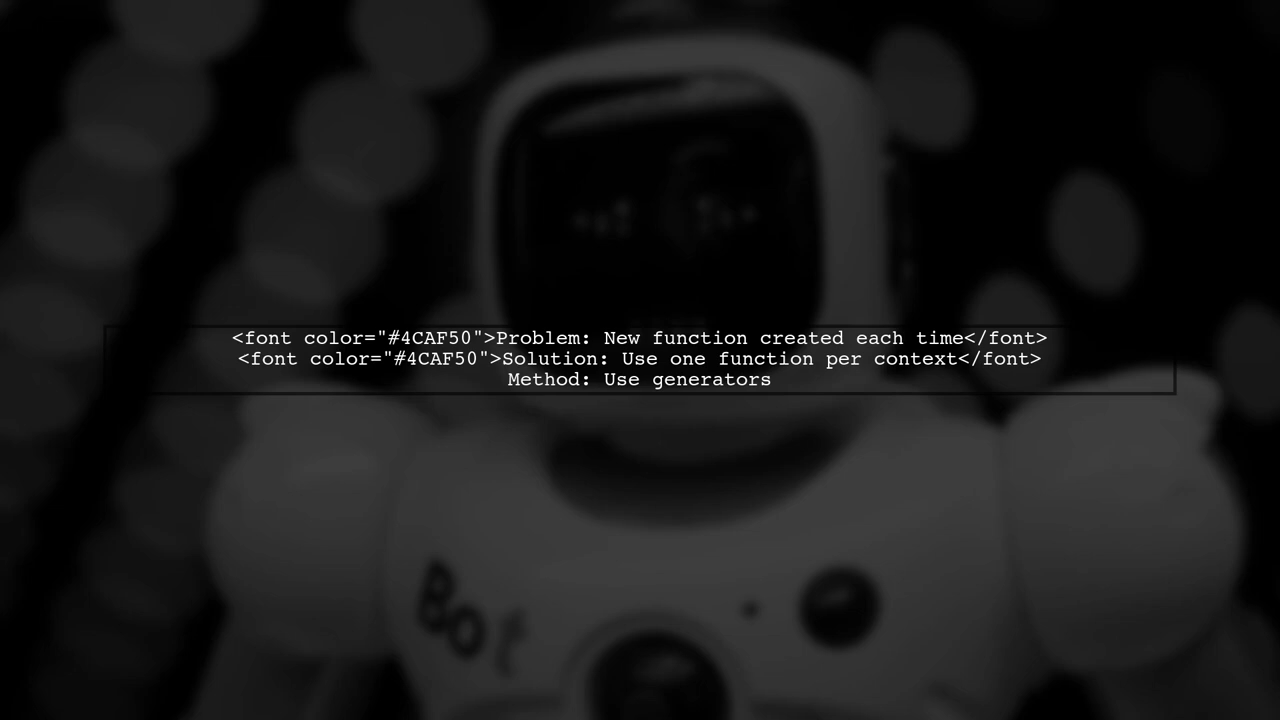 <font color="#4CAF50">Problem: New function created each time</font>
<font color="#4CAF50">Solution: Use one function per context</font>
Method: Use generators
Bot